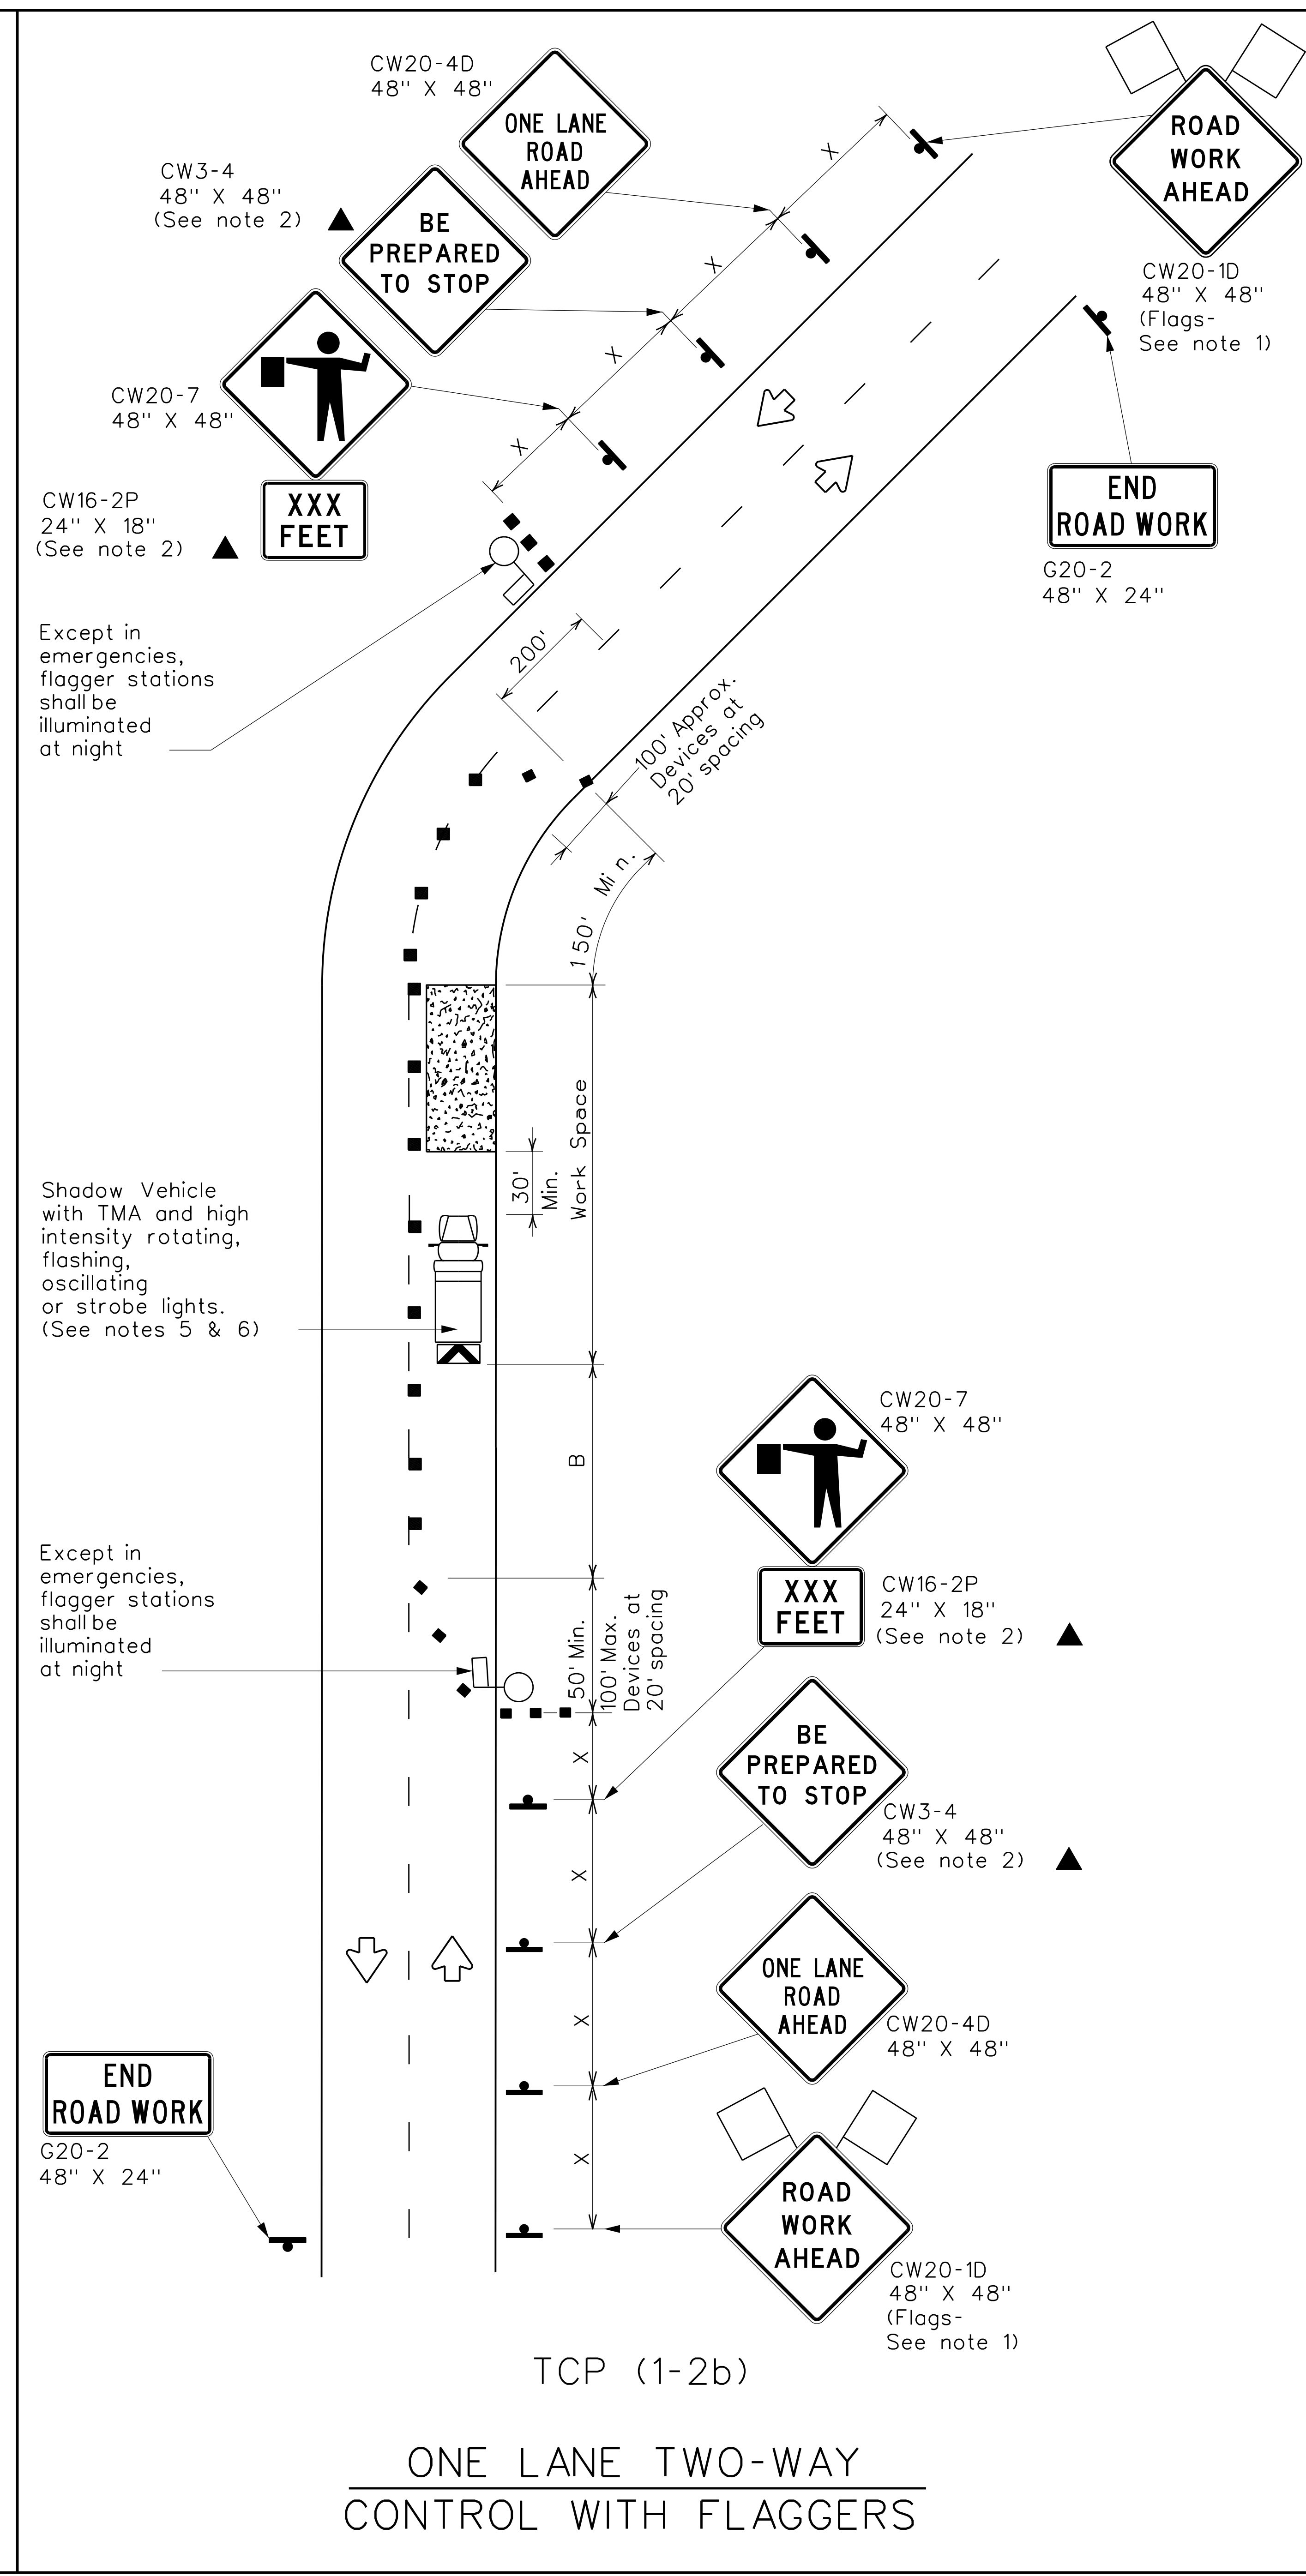 CW20-4D
48" X 48"
ONE LANE
ROAD
AHEAD
ROAD
WORK
AHEAD
CW20-1D
48" X 48"
(Flags-
See note 1)
X
CW3-4
48" X 48"
(See note 2)
BE
PREPARED
TO STOP
X
X
CW20-7
48" X 48"
X
CW16-2P
24" X 18"
(See note 2)
XXX
FEET
END
ROAD WORK
G20-2
48" X 24"
Except in
emergencies,
flagger stations
shall be
illuminated
at night
200'
100' Approx.
Devices at
20' spacing
150' Min.
Work Space
30'
Min.
Shadow Vehicle
with TMA and high
intensity rotating,
flashing,
oscillating
or strobe lights.
(See notes 5 & 6)
B
CW20-7
48" X 48"
XXX
FEET
CW16-2P
24" X 18"
(See note 2)
Except in
emergencies,
flagger stations
shall be
illuminated
at night
50' Min.
100' Max.
Devices at
20' spacing
X
BE
PREPARED
TO STOP
CW3-4
48" X 48"
(See note 2)
X
ONE LANE
ROAD
AHEAD
CW20-4D
48" X 48"
X
END
ROAD WORK
G20-2
48" X 24"
X
ROAD
WORK
AHEAD
CW20-1D
48" X 48"
(Flags-
See note 1)
TCP (1-2b)
ONE LANE TWO-WAY
CONTROL WITH FLAGGERS